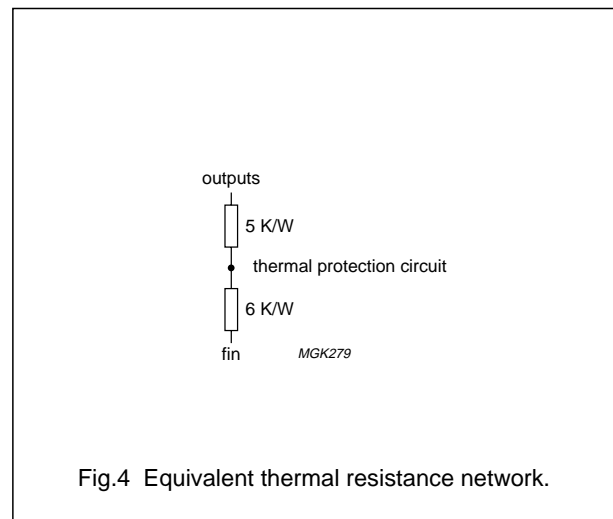 outputs
5 K/W
thermal protection circuit
6 K/W
fin MGK279
Fig.4 Equivalent thermal resistance network.